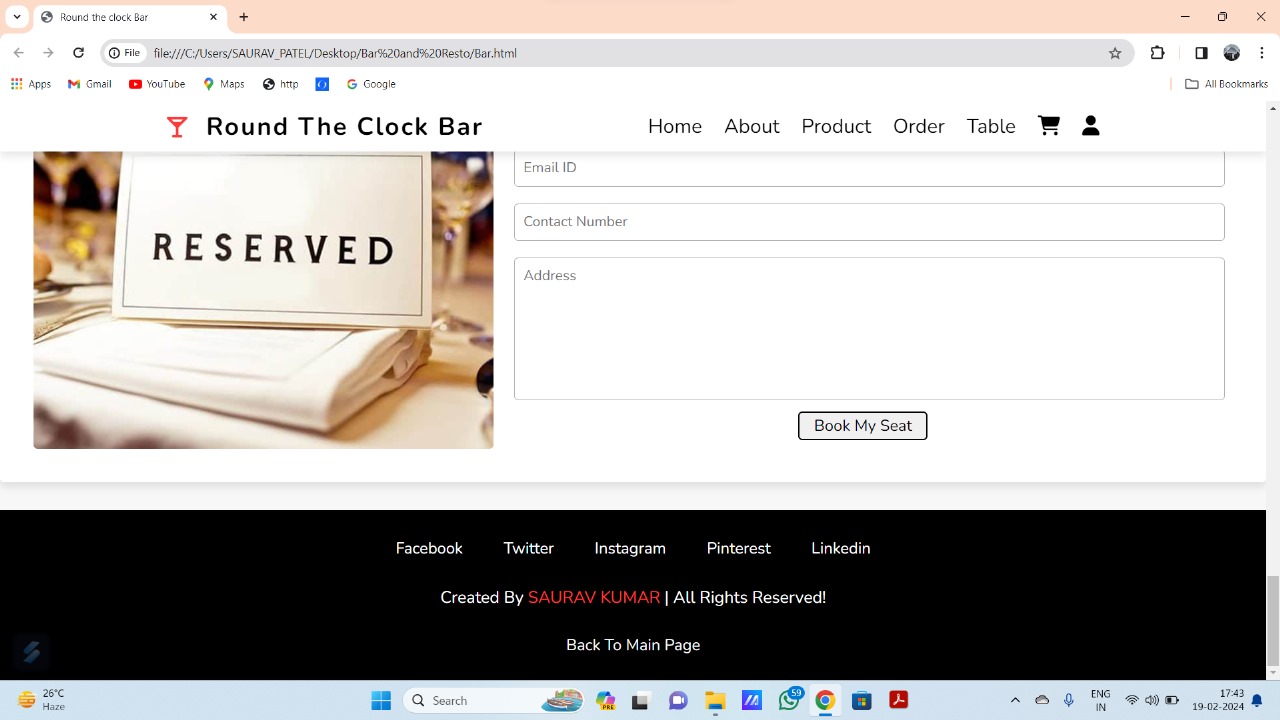 Round the clock Bar
File file:///C:/Users/SAURAV_PATEL/Desktop/Bar%20and%20Resto/Bar.html
Apps Gmail YouTube Maps http Google All Bookmarks
Round The Clock Bar Home About Product Order Table
Email ID
RESERVED
Contact Number
Address
Book My Seat
Facebook Twitter Instagram Pinterest Linkedin
Created By SAURAV KUMAR | All Rights Reserved!
Back To Main Page
26°C
Haze
Search
PRE
59
ENG
IN
17:43
19-02-2024